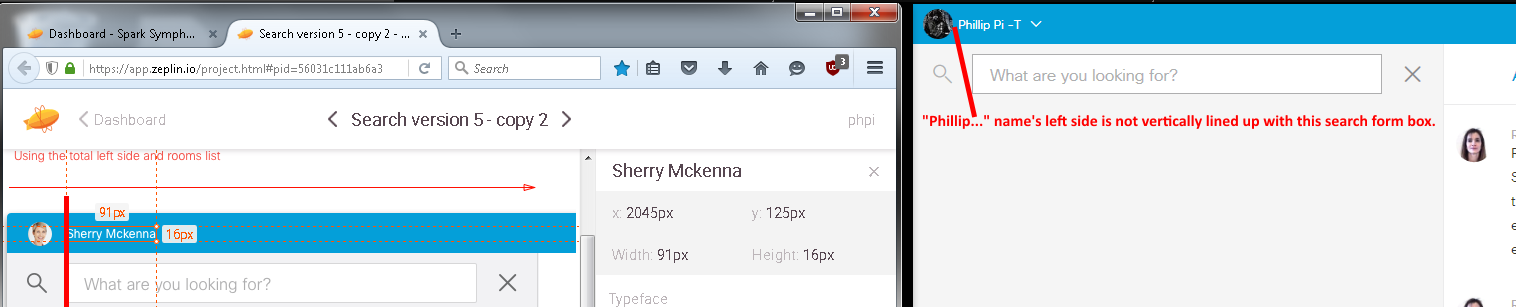 Dashboard - Spark Symph...
Search version 5 - copy 2 - ...
https://app.zeplin.io/project.html#pid=56031c111ab6a3
Search
3
Dashboard
Search version 5 - copy 2
phpi
Using the total left side and rooms list
91px
Sherry Mckenna
16px
What are you looking for?
Sherry Mckenna
x: 2045px
y: 125px
Width: 91px
Height: 16px
Typeface
Phillip Pi -T
What are you looking for?
"Phillip..." name's left side is not vertically lined up with this search form box.